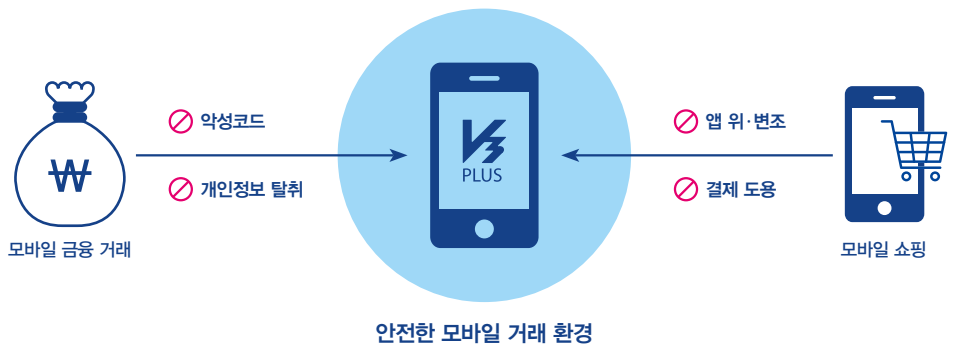 악성코드
개인정보 탈취
₩
모바일 금융 거래
V3
PLUS
앱 위·변조
결제 도용
모바일 쇼핑
안전한 모바일 거래 환경